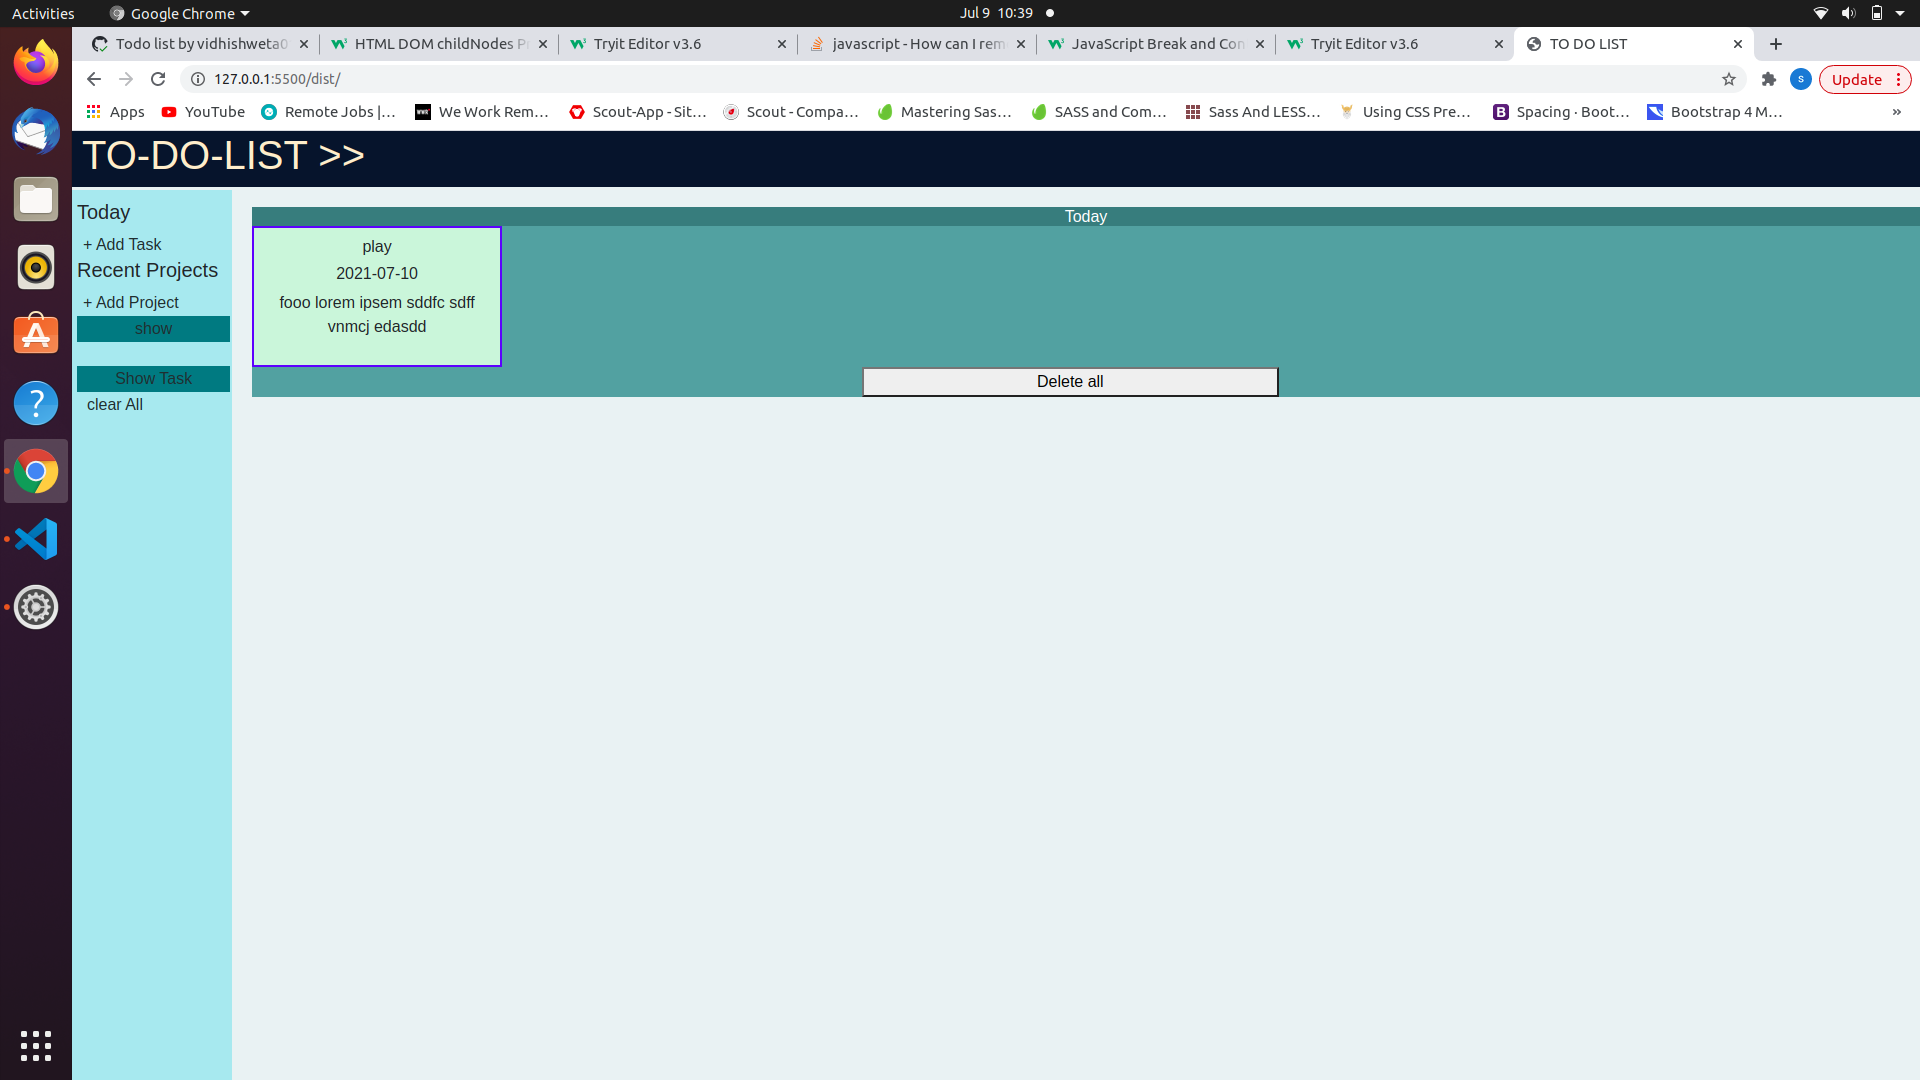 Activities
Google Chrome
Jul 9 10:39
Todo list by vidhishweta0
HTML DOM childNodes P
Tryit Editor v3.6
javascript - How can I rem
JavaScript Break and Con
Tryit Editor v3.6
TO DO LIST
127.0.0.1:5500/dist/
S
Update
Apps
YouTube
Remote Jobs |...
We Work Rem...
Scout-App - Sit...
Scout - Compa...
Mastering Sas...
SASS and Com...
Sass And LESS...
Using CSS Pre...
Spacing · Boot...
Bootstrap 4 M...
»
TO-DO-LIST >>
Today
+ Add Task
Recent Projects
+ Add Project
show
Show Task
clear All
Today
play
2021-07-10
fooo lorem ipsem sddfc sdff
vnmcj edasdd
Delete all